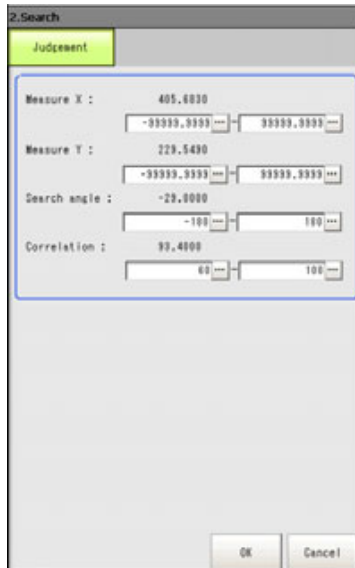 2.Search
Judgement
Measure X : 405.6030
-99999.9999 ... - 99999.9999 ...
Measure Y : 229.5490
-99999.9999 ... - 99999.9999 ...
Search angle : -29.0000
-180 ... - 180 ...
Correlation : 93.4000
60 ... - 100 ...
OK Cancel